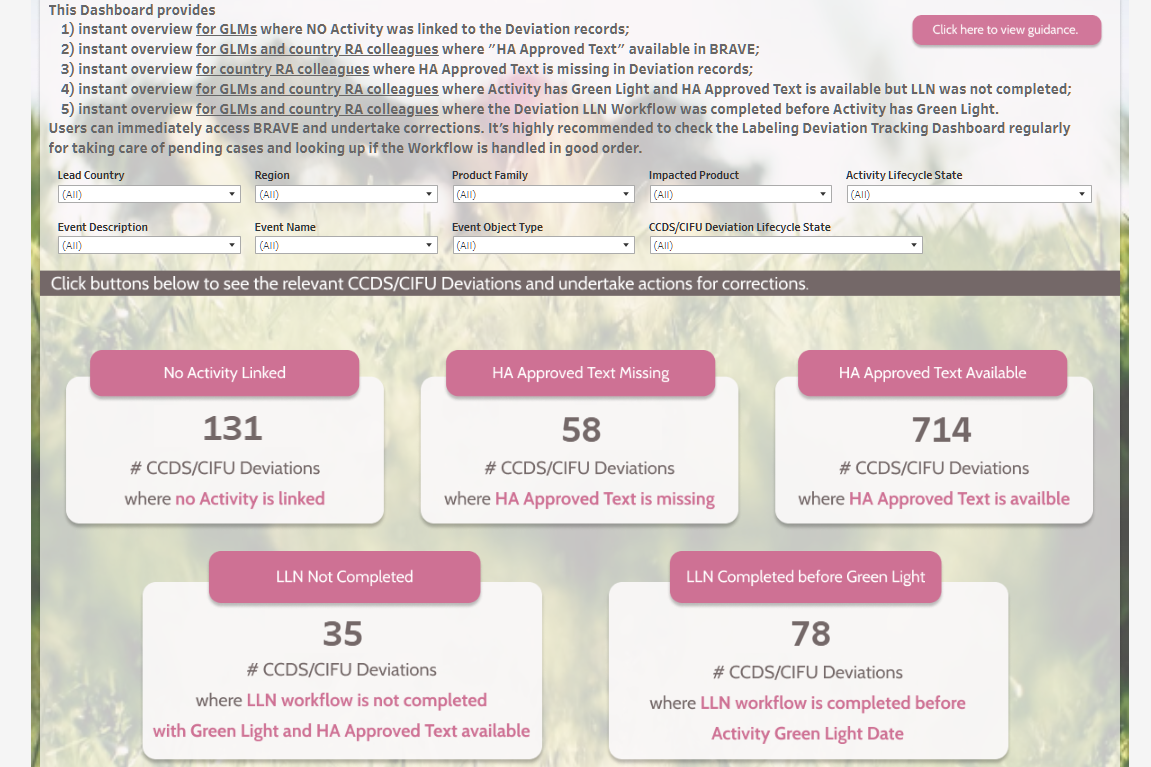 This Dashboard provides
1) instant overview for GLMs where NO Activity was linked to the Deviation records;
Click here to view guidance.
2) instant overview for GLMs and country RA colleagues where "HA Approved Text" available in BRAVE;
3) instant overview for country RA colleagues where HA Approved Text is missing in Deviation records;
4) instant overview for GLMs and country RA colleagues where Activity has Green Light and HA Approved Text is available but LLN was not completed;
5) instant overview for GLMs and country RA colleagues where the Deviation LLN Workflow was completed before Activity has Green Light.
Users can immediately access BRAVE and undertake corrections. It's highly recommended to check the Labeling Deviation Tracking Dashboard regularly
for taking care of pending cases and looking up if the Workflow is handled in good order.
Lead Country Region Product Family Impacted Product Activity Lifecycle State
(All) (All) (All) (All) (All)
Event Description Event Name Event Object Type CCDS/CIFU Deviation Lifecycle State
(All) (All) (All) (All)
Click buttons below to see the relevant CCDS/CIFU Deviations and undertake actions for corrections.
No Activity Linked
131
# CCDS/CIFU Deviations
where no Activity is linked
HA Approved Text Missing
58
# CCDS/CIFU Deviations
where HA Approved Text is missing
HA Approved Text Available
714
# CCDS/CIFU Deviations
where HA Approved Text is availble
LLN Not Completed
35
# CCDS/CIFU Deviations
where LLN workflow is not completed
with Green Light and HA Approved Text available
LLN Completed before Green Light
78
# CCDS/CIFU Deviations
where LLN workflow is completed before
Activity Green Light Date